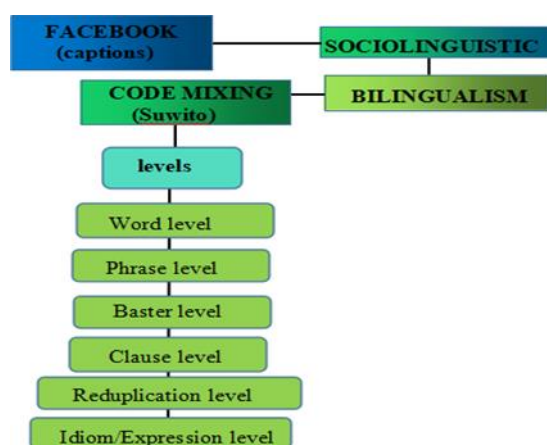 FACEBOOK
(captions)
SOCIOLINGUISTIC
CODE MIXING
(Suwito)
BILINGUALISM
levels
Word level
Phrase level
Baster level
Clause level
Reduplication level
Idiom/Expression level